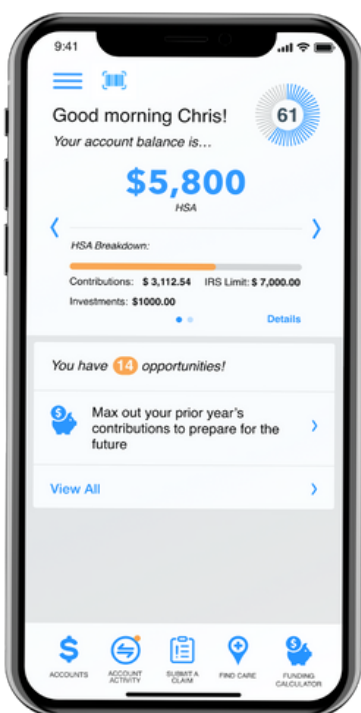 9:41
Good morning Chris!
61
Your account balance is...
$5,800
HSA
HSA Breakdown:
Contributions: $ 3,112.54 IRS Limit: $ 7,000.00
Investments: $1000.00
Details
You have 14 opportunities!
Max out your prior year's
contributions to prepare for the
future
View All
ACCOUNTS
ACCOUNT
ACTIVITY
SUBMIT A
CLAIM
FIND CARE
FUNDING
CALCULATOR